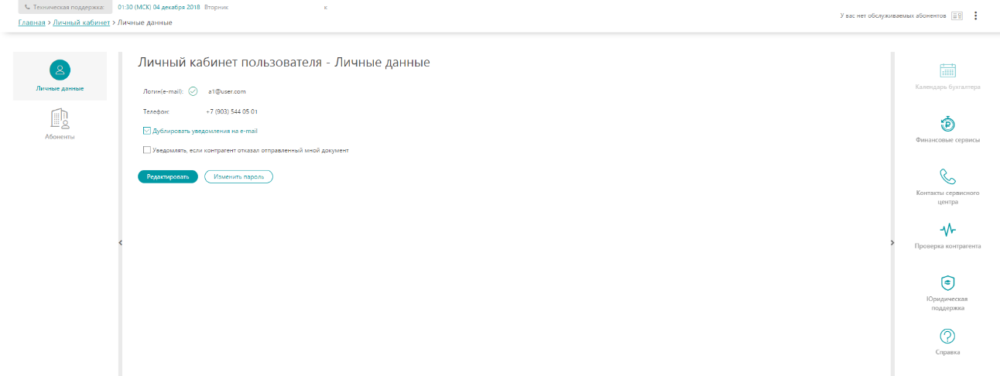 Техническая поддержка: 01:30 (МСК) 04 декабря 2018 Вторник к
Главная > Личный кабинет > Личные данные
У вас нет обслуживаемых абонентов
Личные данные
Абоненты
Личный кабинет пользователя - Личные данные
Логин(e-mail): a1@user.com
Телефон: +7 (903) 544 05 01
Дублировать уведомления на e-mail
Уведомлять, если контрагент отказал отправленный мной документ
Редактировать Изменить пароль
Календарь бухгалтера
Финансовые сервисы
Контакты сервисного
центра
Проверка контрагента
Юридическая
поддержка
Справка